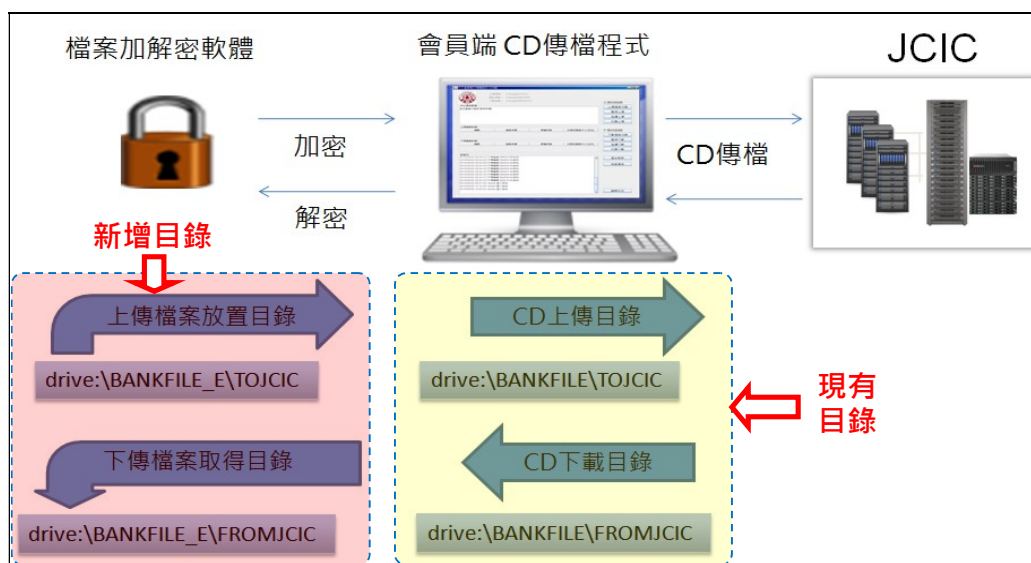 檔案加解密軟體
會員端 CD傳檔程式
JCIC
加密
解密
CD傳檔
新增目錄
上傳檔案放置目錄
drive:\BANKFILE_E\TOJCIC
下傳檔案取得目錄
drive:\BANKFILE_E\FROMJCIC
CD上傳目錄
drive:\BANKFILE\TOJCIC
CD下載目錄
drive:\BANKFILE\FROMJCIC
現有
目錄